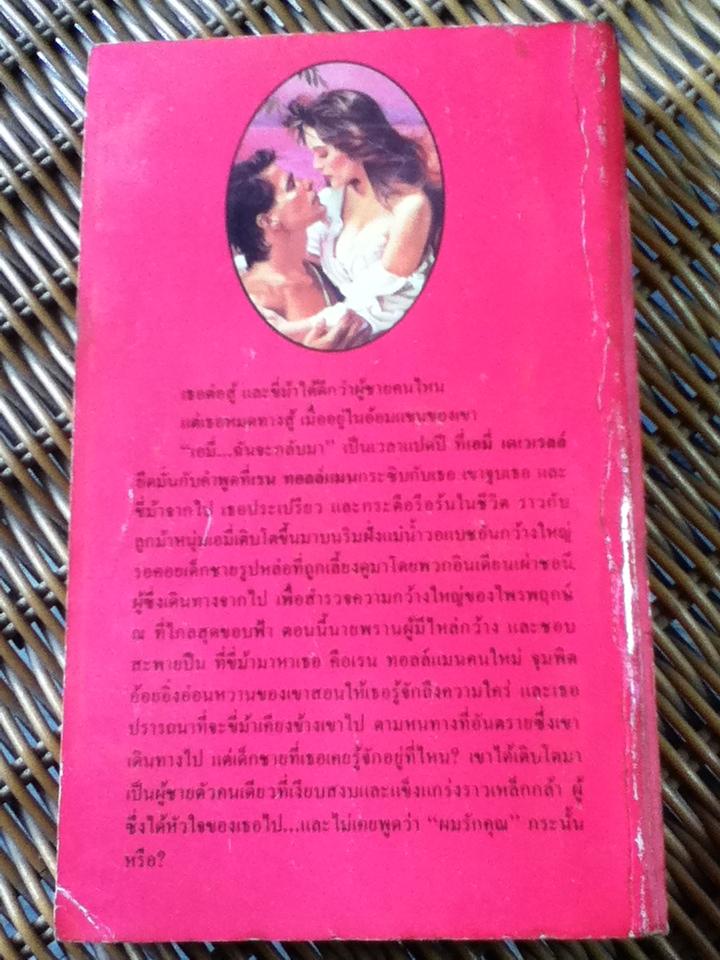 เธอต่อสู้ และขี่ม้าได้ดีกว่าผู้ชายคนไหน
แต่เธอหมดทางสู้ เมื่ออยู่ในอ้อมแขนของเขา
“เอมี่...ฉันจะกลับมา” เป็นเวลาแปดปี ที่เอมี่ เดเวเรลล์
ยึดมั่นกับคำพูดที่เรน ทอลล์แมนกระซิบกับเธอ เขาจูบเธอ และ
ขี่ม้าจากไป เธอประเปรียว และกระตือรือร้นในชีวิต ราวกับ
ลูกม้าหนุ่มเอมี่เติบโตขึ้นมาบนริมฝั่งแม่น้ำวอแบชอันกว้างใหญ่
รอคอยเด็กชายรูปหล่อที่ถูกเลี้ยงดูมาโดยพวกอินเดียนเผ่าชอนี
ผู้ซึ่งเดินทางจากไป เพื่อสำรวจความกว้างใหญ่ของไพรพฤกษ์
ณ ที่ไกลสุดขอบฟ้า ตอนนี้นายพรานผู้มีไหล่กว้าง และชอบ
สะพายปืน ที่ขี่ม้ามาหาเธอ คือเรน ทอลล์แมนคนใหม่ จุมพิต
อ้อยอิ่งอ่อนหวานของเขาสอนให้เธอรู้จักถึงความใคร่ และเธอ
ปรารถนาที่จะขี่ม้าเคียงข้างเขาไป ตามหนทางที่อันตรายซึ่งเขา
เดินทางไป แต่เด็กชายที่เธอเคยรู้จักอยู่ที่ไหน? เขาได้เติบโตมา
เป็นผู้ชายตัวคนเดียวที่เงียบสงบและแข็งแกร่งราวเหล็กกล้า ผู้
ซึ่งได้หัวใจของเธอไป...และไม่เคยพูดว่า “ผมรักคุณ” กระนั้น
หรือ?